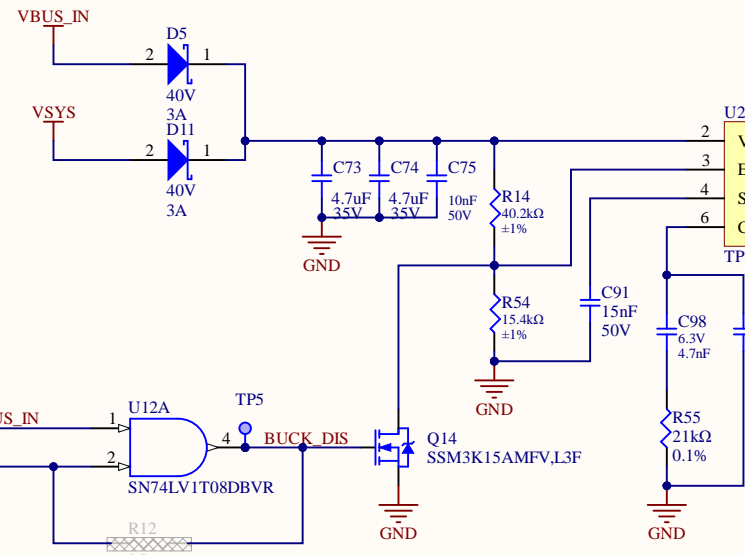 VBUS_IN
D5
2
1
40V
3A
VSYS
D11
2
1
40V
3A
C73
4.7uF
35V
C74
4.7uF
35V
C75
10nF
50V
R14
40.2kΩ
±1%
GND
R54
15.4kΩ
±1%
GND
C91
15nF
50V
U2
2
V
3
E
4
S
6
C
TP
C98
6.3V
4.7nF
R55
21kΩ
0.1%
GND
US_IN
1
2
U12A
4
SN74LV1T08DBVR
TP5
BUCK_DIS
Q14
SSM3K15AMFV,L3F
GND
R12